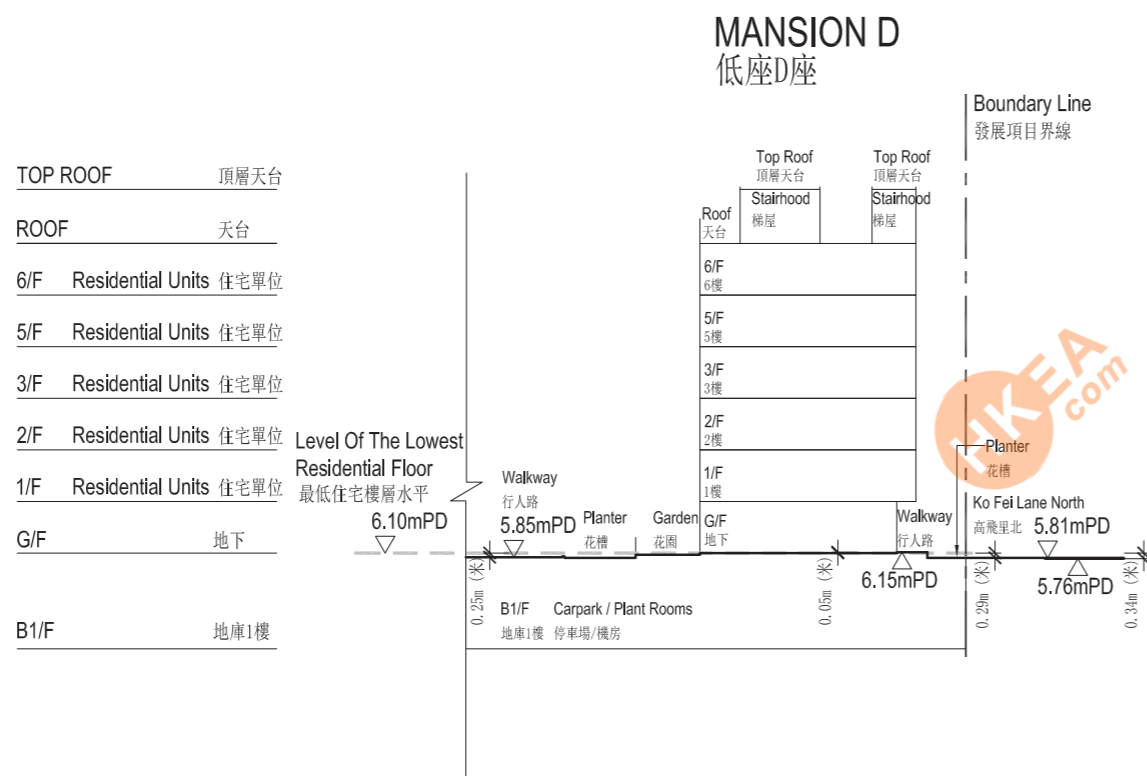 MANSION D
低座D座
Boundary Line
發展項目界線
TOP ROOF 頂層天台
ROOF 天台
6/F Residential Units 住宅單位
5/F Residential Units 住宅單位
3/F Residential Units 住宅單位
2/F Residential Units 住宅單位
1/F Residential Units 住宅單位
G/F 地下
B1/F 地庫1樓
Level Of The Lowest
Residential Floor
最低住宅樓層水平
6.10mPD
Walkway
行人路
5.85mPD
Planter
花槽
Garden
花園
Top Roof
頂層天台
Stairhood
梯屋
Top Roof
頂層天台
Stairhood
梯屋
Roof
天台
6/F
6樓
5/F
5樓
3/F
3樓
2/F
2樓
1/F
1樓
G/F
地下
Walkway
行人路
6.15mPD
Planter
花槽
Ko Fei Lane North
高飛里北 5.81mPD
5.76mPD
0.25m (米)
0.05m (米)
0.29m (米)
0.34m (米)
B1/F Carpark / Plant Rooms
地庫1樓 停車場/機房
HKEA
com